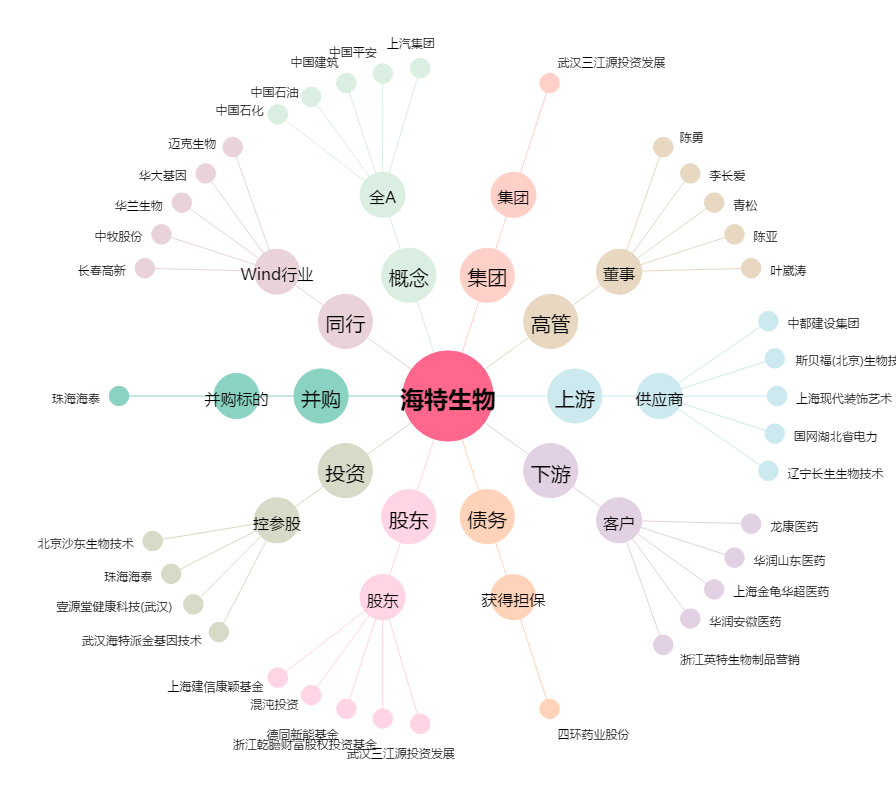 上汽集团
中国平安
中国建筑
中国石油
中国石化
武汉三江源投资发展
迈克生物
华大基因
华兰生物
中牧股份
长春高新
陈勇
李长爱
青松
陈亚
叶崴涛
全A
集团
Wind行业
概念
集团
董事
同行
高管
中都建设集团
斯贝福(北京)生物技
上海现代装饰艺术
国网湖北省电力
辽宁长生生物技术
珠海海泰
并购标的
并购
海特生物
上游
供应商
投资
下游
控参股
股东
债务
客户
北京沙东生物技术
珠海海泰
壹源堂健康科技(武汉)
武汉海特派金基因技术
龙康医药
华润山东医药
上海金龟华超医药
华润安徽医药
浙江英特生物制品营销
股东
获得担保
上海建信康颖基金
混沌投资
德同新能基金
浙江乾瞻财富股权投资基金
武汉三江源投资发展
四环药业股份